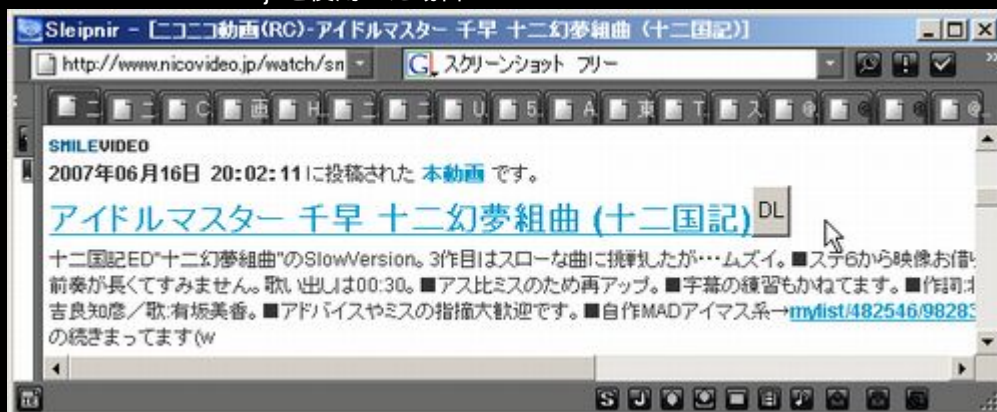 Sleipnir - [ニコニコ動画(RC)-アイドルマスター 千早 十二幻夢組曲 (十二国記)]
http://www.nicovideo.jp/watch/sm スクリーンショット フリー
SMILEVIDEO
2007年06月16日 20:02:11に投稿された 本動画 です。
アイドルマスター 千早 十二幻夢組曲 (十二国記) DL
十二国記ED"十二幻夢組曲"のSlowVersion。3作目はスローな曲に挑戦したが…ムズイ。■ステ6から映像お借り
前奏が長くてすみません。歌い出しは00:30。■アス比ミスのため再アップ。■字幕の練習もかねてます。■作詞:
吉良知彦／歌:有坂美香。■アドバイスやミスの指摘大歓迎です。■自作MADアイマス系→mylist/482546/98283
の続きまってます(w